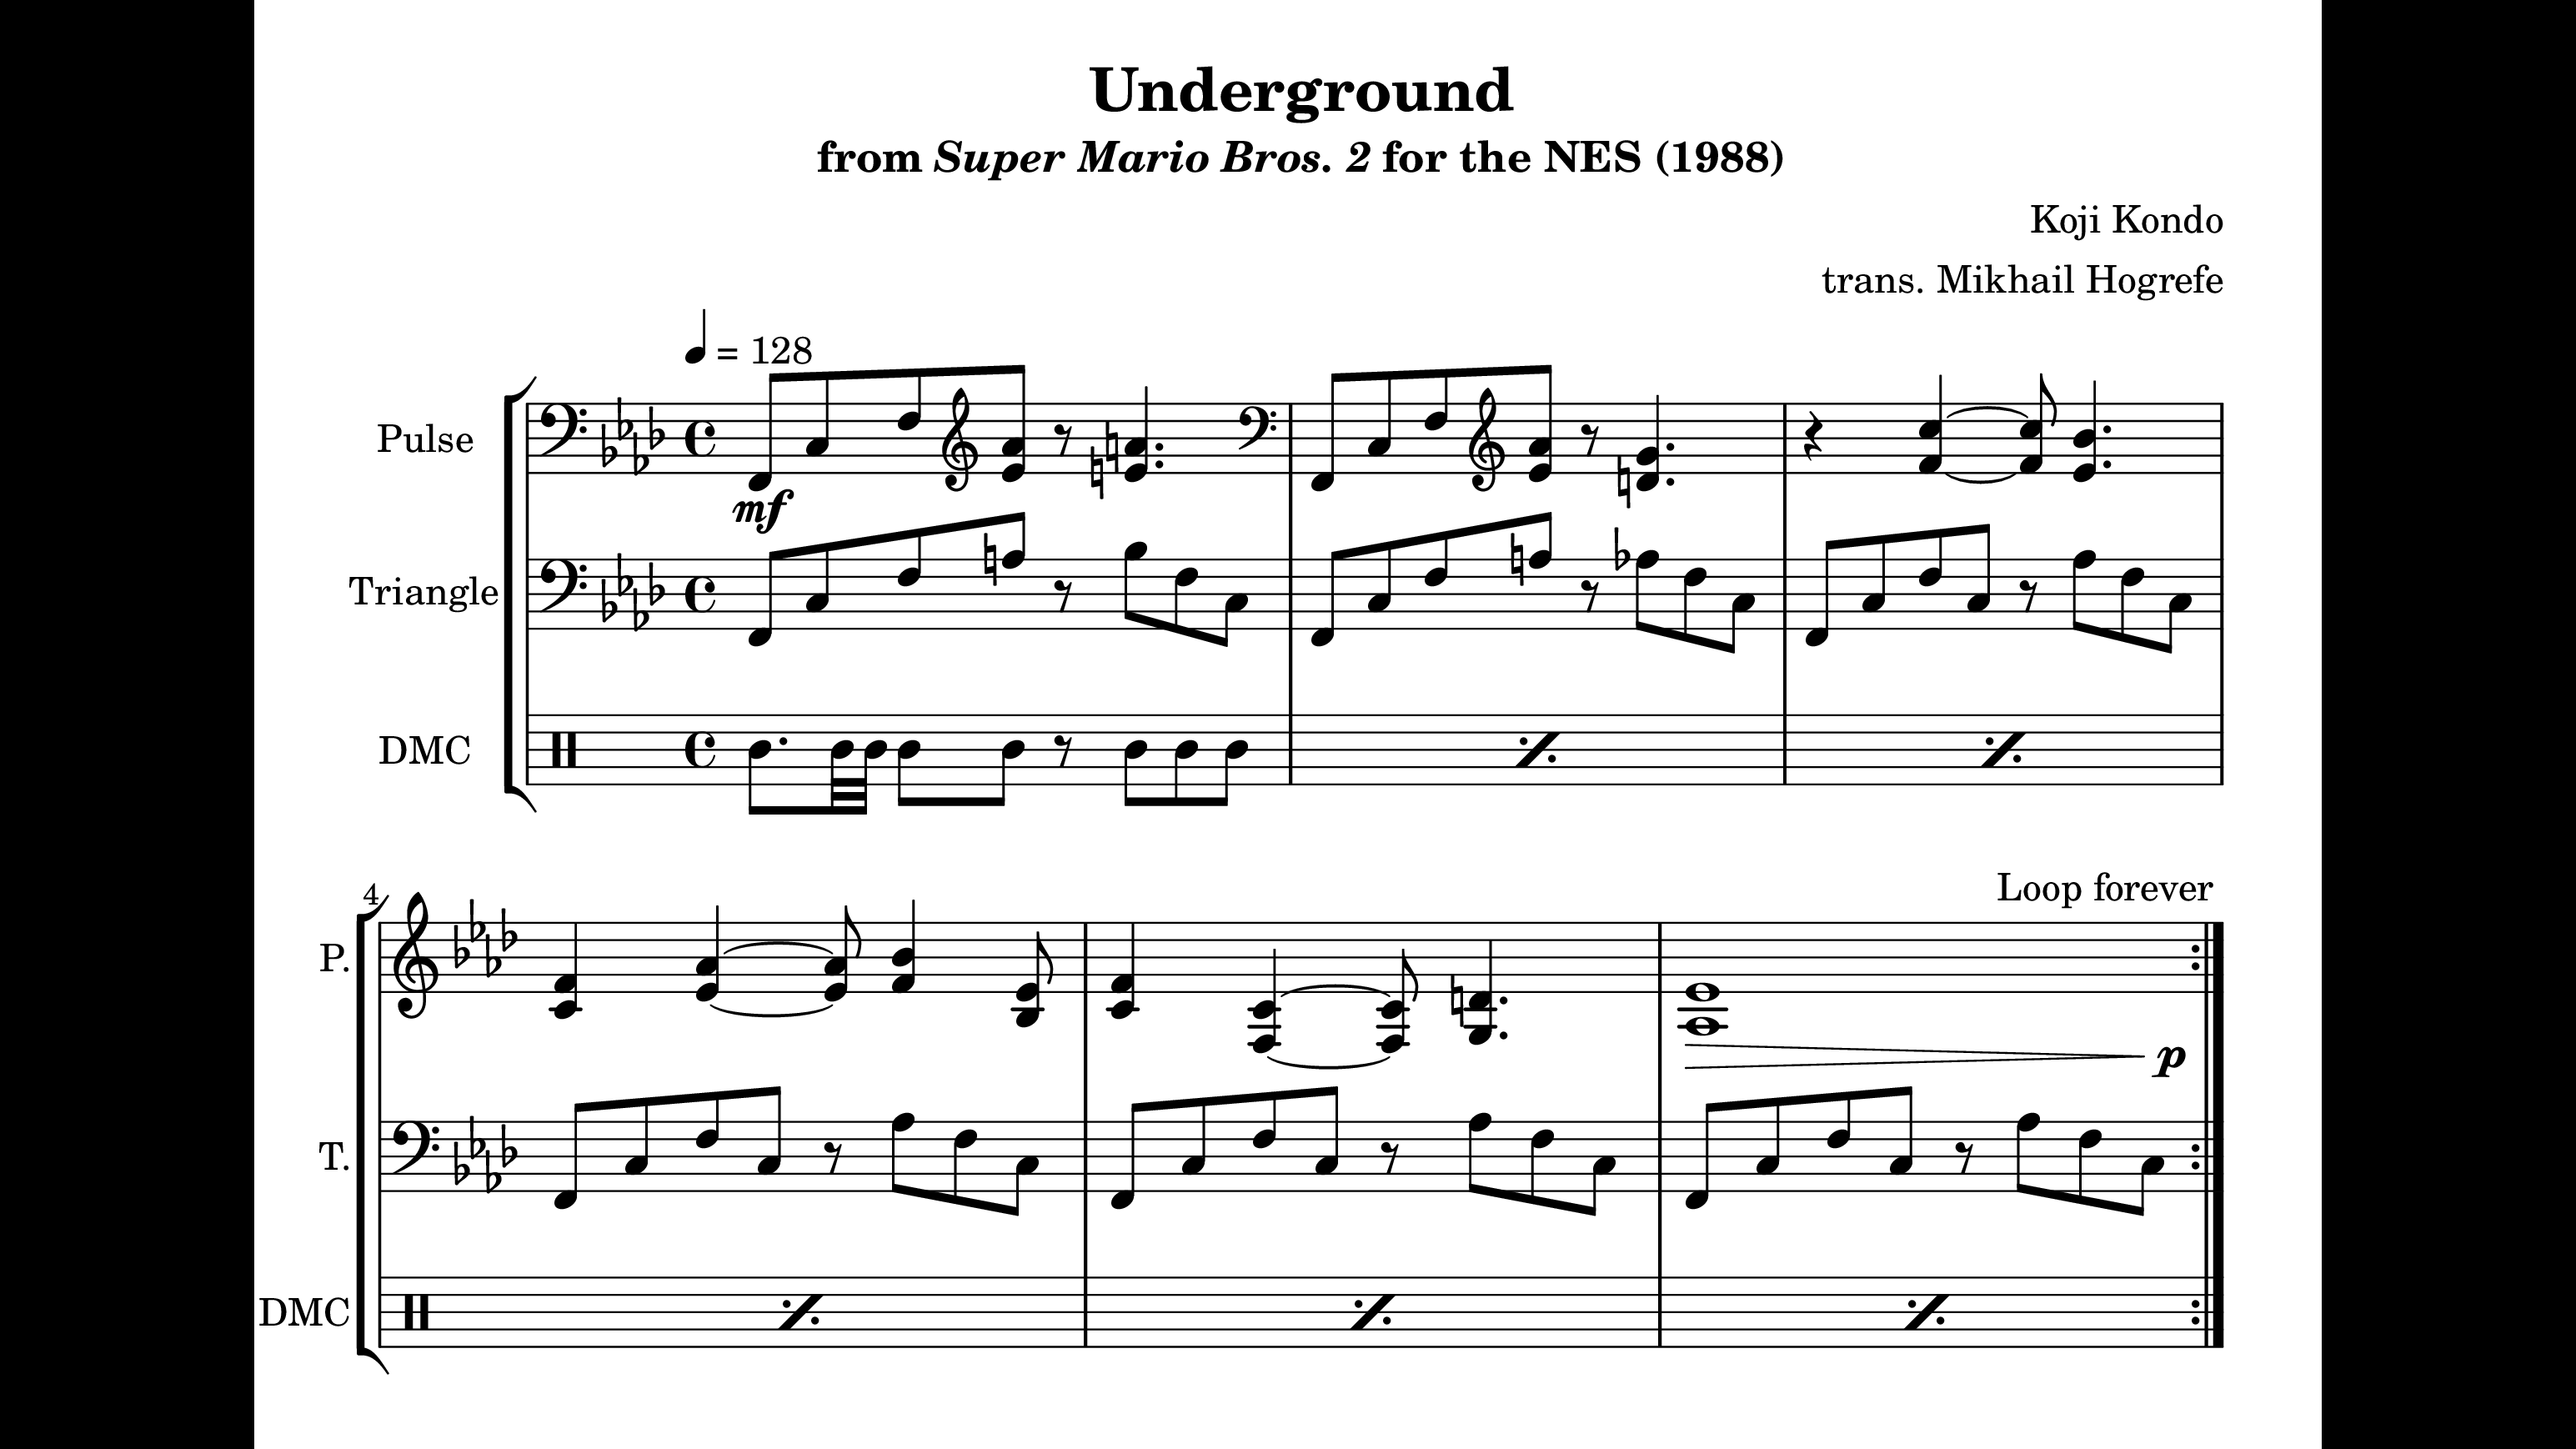 Underground
from Super Mario Bros. 2 for the NES (1988)
Koji Kondo
trans. Mikhail Hogrefe
= 128
Pulse
mf
Triangle
DMC
4
Loop forever
P.
p
T.
DMC